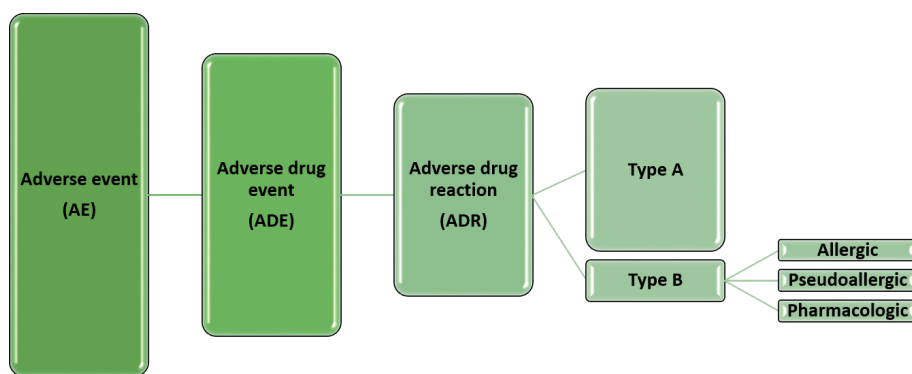 Adverse event
(AE)
Adverse drug
event
(ADE)
Adverse drug
reaction
(ADR)
Type A
Type B
Allergic
Pseudoallergic
Pharmacologic